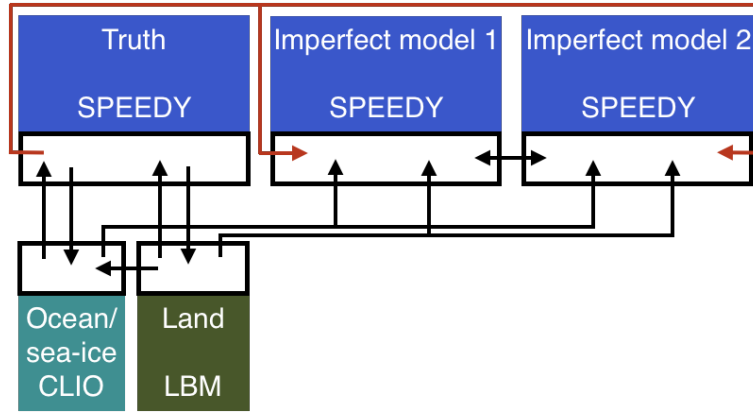 Truth
SPEEDY
Imperfect model 1
SPEEDY
Imperfect model 2
SPEEDY
Ocean/
sea-ice
CLIO
Land
LBM